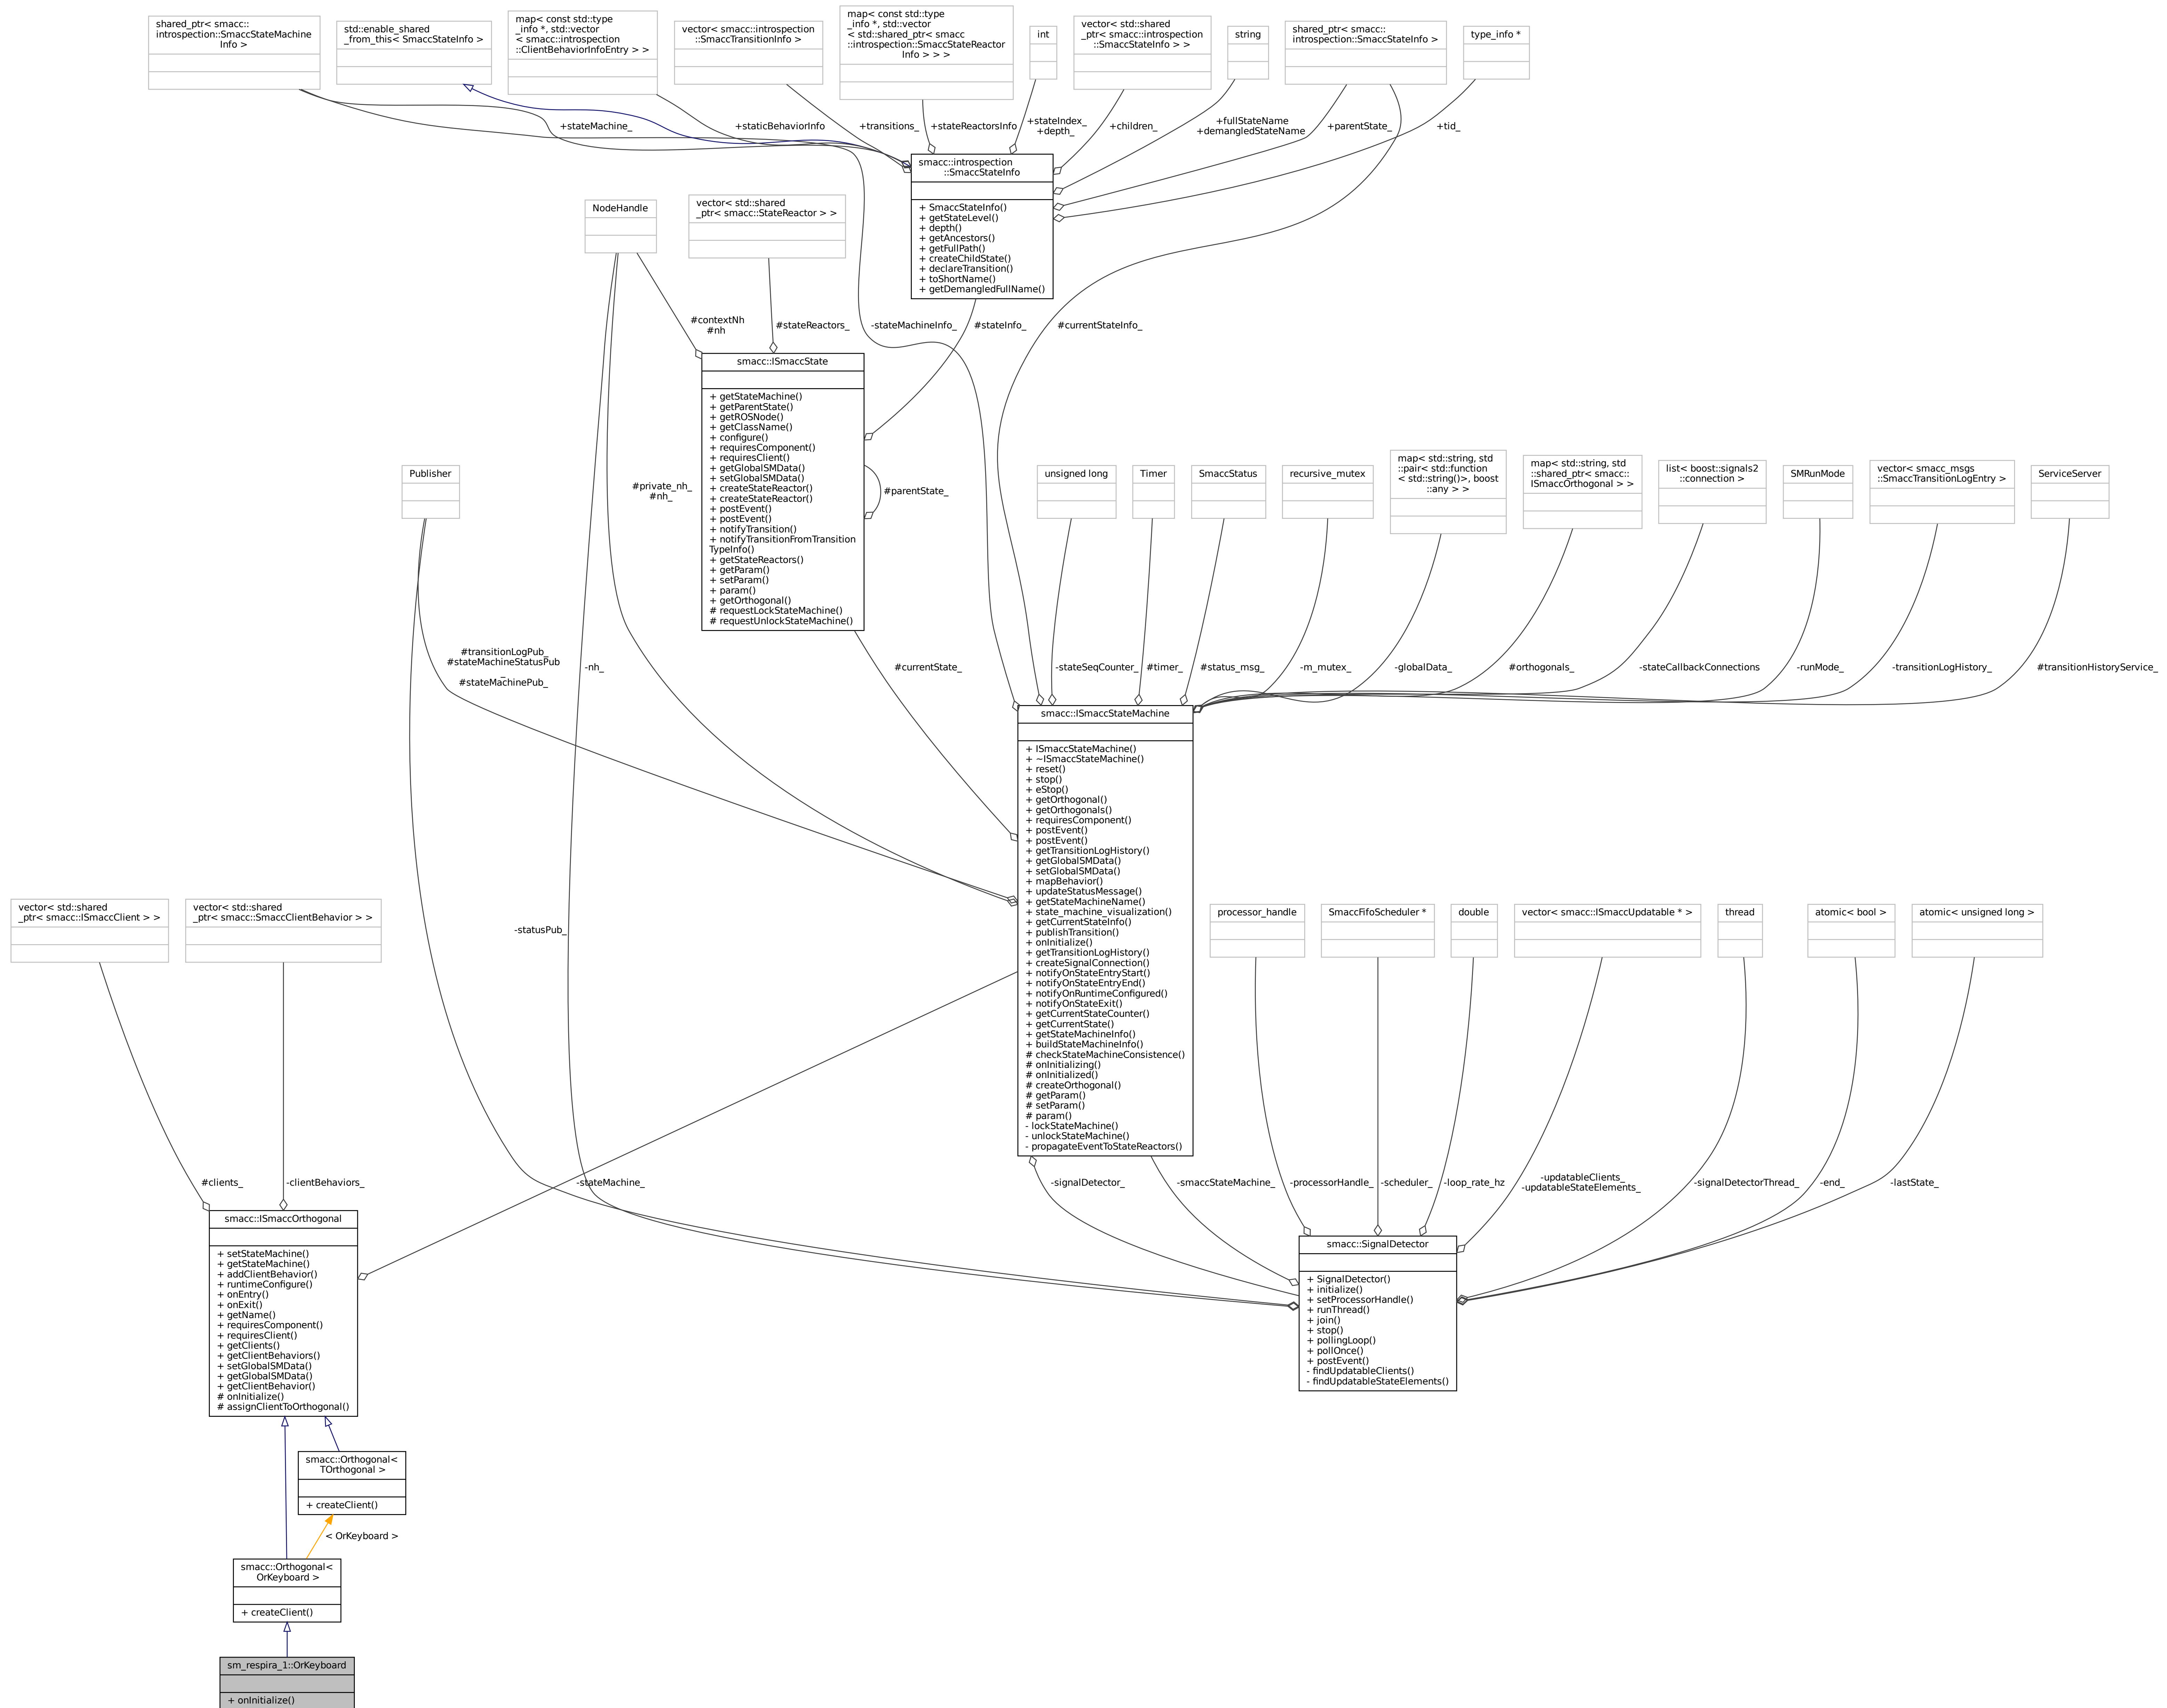 shared_ptr< smacc::
introspection::SmaccStateMachine
Info >
std::enable_shared
_from_this< SmaccStateInfo >
map< const std::type
_info *, std::vector
< smacc::introspection
::ClientBehaviorInfoEntry > >
vector< smacc::introspection
::SmaccTransitionInfo >
map< const std::type
_info *, std::vector
< std::shared_ptr< smacc
::introspection::SmaccStateReactor
Info > > >
int
vector< std::shared
_ptr< smacc::introspection
::SmaccStateInfo > >
string
shared_ptr< smacc::
introspection::SmaccStateInfo >
type_info *
+stateMachine_
+staticBehaviorInfo
+transitions_
+stateReactorsInfo
+stateIndex_
+depth_
+children_
+fullStateName
+demangledStateName
+parentState_
+tid_
smacc::introspection
::SmaccStateInfo
+ SmaccStateInfo()
+ getStateLevel()
+ depth()
+ getAncestors()
+ getFullPath()
+ createChildState()
+ declareTransition()
+ toShortName()
+ getDemangledFullName()
NodeHandle
vector< std::shared
_ptr< smacc::StateReactor > >
#contextNh
#nh
#stateReactors_
-stateMachineInfo_
#stateInfo_
#currentStateInfo_
smacc::ISmaccState
+ getStateMachine()
+ getParentState()
+ getROSNode()
+ getClassName()
+ configure()
+ requiresComponent()
+ requiresClient()
+ getGlobalSMData()
+ setGlobalSMData()
+ createStateReactor()
+ createStateReactor()
+ postEvent()
+ postEvent()
+ notifyTransition()
+ notifyTransitionFromTransition
TypeInfo()
+ getStateReactors()
+ getParam()
+ setParam()
+ param()
+ getOrthogonal()
# requestLockStateMachine()
# requestUnlockStateMachine()
#parentState_
Publisher
#private_nh_
#nh_
unsigned long
Timer
SmaccStatus
recursive_mutex
map< std::string, std
::pair< std::function
< std::string()>, boost
::any > >
map< std::string, std
::shared_ptr< smacc::
ISmaccOrthogonal > >
list< boost::signals2
::connection >
SMRunMode
vector< smacc_msgs
::SmaccTransitionLogEntry >
ServiceServer
#transitionLogPub_
#stateMachineStatusPub
_
#stateMachinePub_
-nh_
#currentState_
-stateSeqCounter_
#timer_
#status_msg_
-m_mutex_
-globalData_
#orthogonals_
-stateCallbackConnections
-runMode_
-transitionLogHistory_
#transitionHistoryService_
smacc::ISmaccStateMachine
+ ISmaccStateMachine()
+ ~ISmaccStateMachine()
+ reset()
+ stop()
+ eStop()
+ getOrthogonal()
+ getOrthogonals()
+ requiresComponent()
+ postEvent()
+ postEvent()
+ getTransitionLogHistory()
+ getGlobalSMData()
+ setGlobalSMData()
+ mapBehavior()
+ updateStatusMessage()
+ getStateMachineName()
+ state_machine_visualization()
+ getCurrentStateInfo()
+ publishTransition()
+ onInitialize()
+ getTransitionLogHistory()
+ createSignalConnection()
+ notifyOnStateEntryStart()
+ notifyOnStateEntryEnd()
+ notifyOnRuntimeConfigured()
+ notifyOnStateExit()
+ getCurrentStateCounter()
+ getCurrentState()
+ getStateMachineInfo()
+ buildStateMachineInfo()
# checkStateMachineConsistence()
# onInitializing()
# onInitialized()
# createOrthogonal()
# getParam()
# setParam()
# param()
- lockStateMachine()
- unlockStateMachine()
- propagateEventToStateReactors()
vector< std::shared
_ptr< smacc::ISmaccClient > >
vector< std::shared
_ptr< smacc::SmaccClientBehavior > >
-statusPub_
processor_handle
SmaccFifoScheduler *
double
vector< smacc::ISmaccUpdatable * >
thread
atomic< bool >
atomic< unsigned long >
#clients_
-clientBehaviors_
-stateMachine_
-signalDetector_
-smaccStateMachine_
-processorHandle_
-scheduler_
-loop_rate_hz
-updatableClients_
-updatableStateElements_
-signalDetectorThread_
-end_
-lastState_
smacc::ISmaccOrthogonal
+ setStateMachine()
+ getStateMachine()
+ addClientBehavior()
+ runtimeConfigure()
+ onEntry()
+ onExit()
+ getName()
+ requiresComponent()
+ requiresClient()
+ getClients()
+ getClientBehaviors()
+ setGlobalSMData()
+ getGlobalSMData()
+ getClientBehavior()
# onInitialize()
# assignClientToOrthogonal()
smacc::SignalDetector
+ SignalDetector()
+ initialize()
+ setProcessorHandle()
+ runThread()
+ join()
+ stop()
+ pollingLoop()
+ pollOnce()
+ postEvent()
- findUpdatableClients()
- findUpdatableStateElements()
smacc::Orthogonal<
TOrthogonal >
+ createClient()
< OrKeyboard >
smacc::Orthogonal<
OrKeyboard >
+ createClient()
sm_respira_1::OrKeyboard
+ onInitialize()